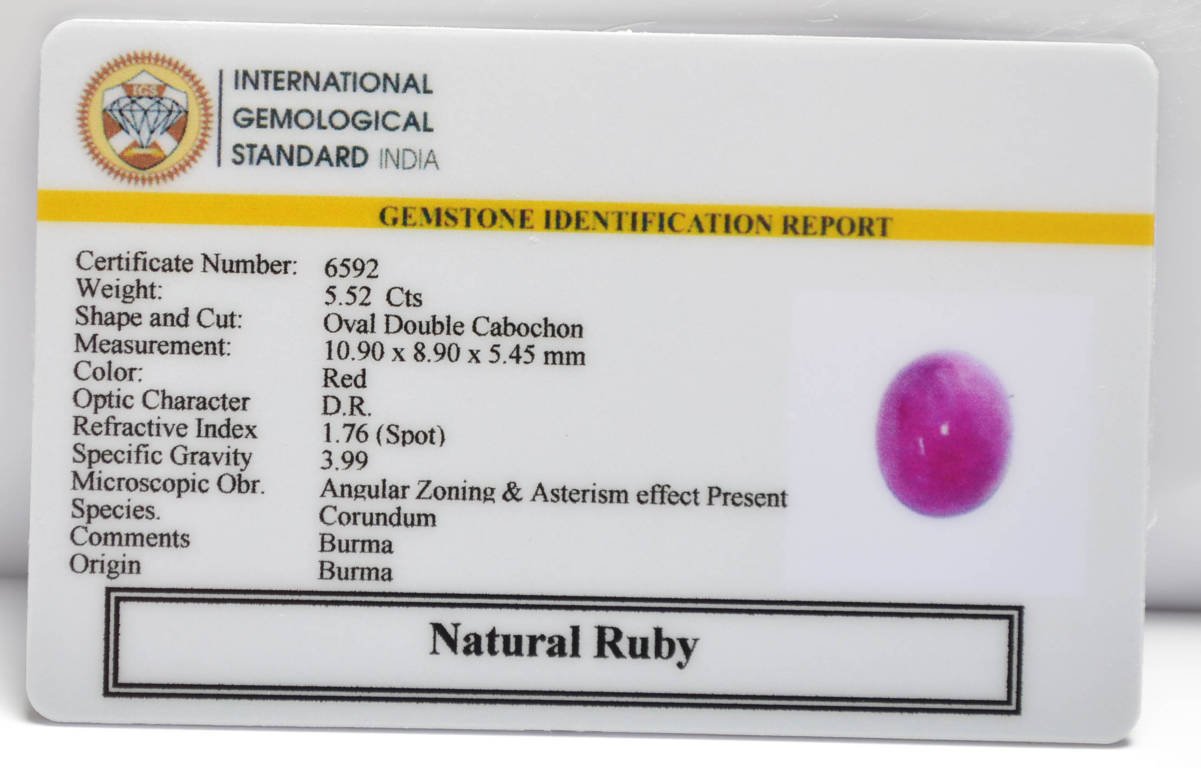 IGS
INTERNATIONAL
GEMOLOGICAL
STANDARD INDIA
GEMSTONE IDENTIFICATION REPORT
Certificate Number: 6592
Weight: 5.52 Cts
Shape and Cut: Oval Double Cabochon
Measurement: 10.90 x 8.90 x 5.45 mm
Color: Red
Optic Character D.R.
Refractive Index 1.76 (Spot)
Specific Gravity 3.99
Microscopic Obr. Angular Zoning & Asterism effect Present
Species. Corundum
Comments Burma
Origin Burma
Natural Ruby